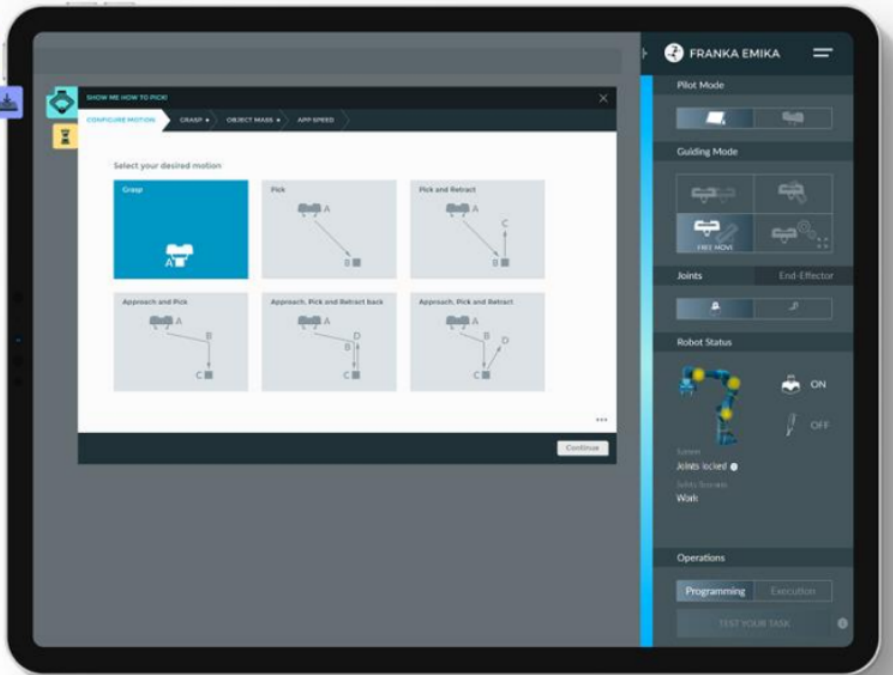 FRANKA EMIKA
Pilot Mode
SHOW ME HOW TO PICK!
CONFIGURE MOTION
GRASP
OBJECT MASS
APP SPEED
Select your desired motion
Grasp
A
Pick
A
B
Pick and Retract
A
C
B
Approach and Pick
A
B
C
Approach, Pick and Retract back
A
D
B
C
Approach, Pick and Retract
A
B
D
C
Continue
Guiding Mode
FREE MOVE
Joints
End-Effector
Robot Status
ON
OFF
Joints locked
Work
Operations
Programming
Execution
TEST YOUR TASK